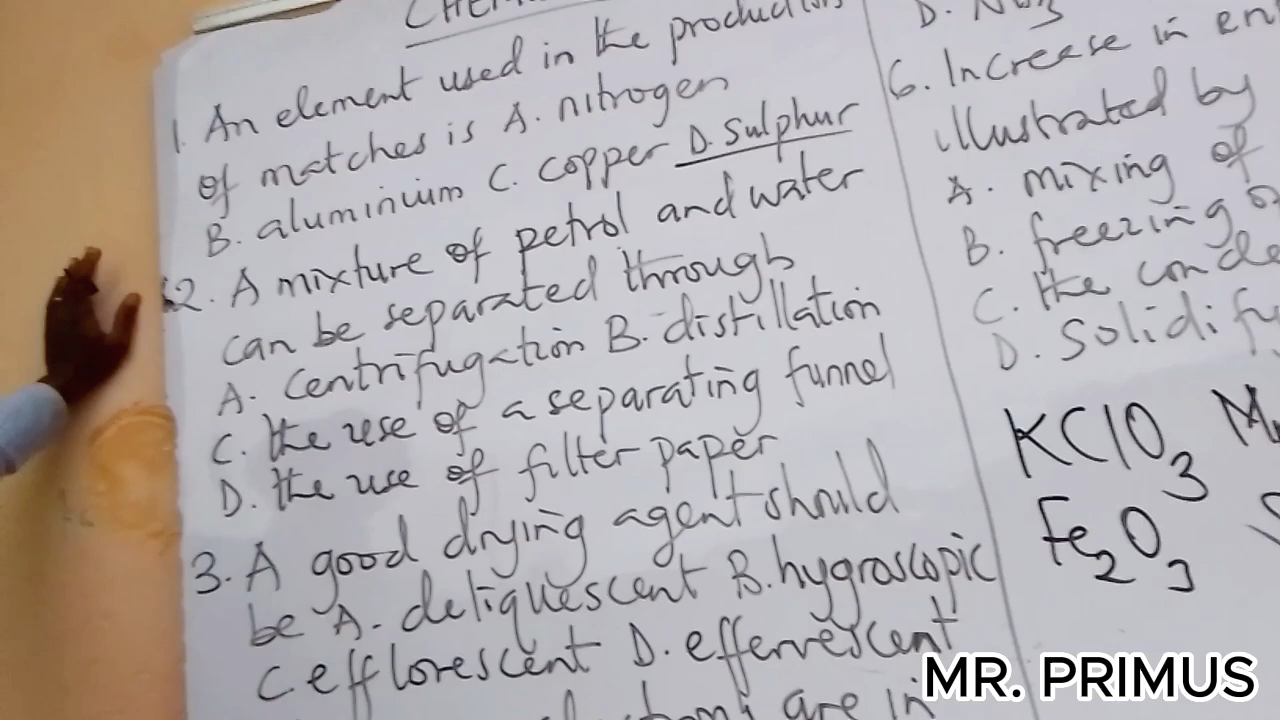 CHEM
1. An element used in the production
of matches is A. nitrogen
B. aluminium C. copper D. Sulphur
2. A mixture of petrol and water
can be separated through
A. Centrifugation B. distillation
C. the use of a separating funnel
D. the use of filter paper
3. A good drying agent should
be A. deliquescent B. hygroscopic
C efflorescent D. effervescent
are in
D.
6. Increase in en
illustrated by
A. mixing of
B. freezing
C. the conde
D. Solidif
KClO3
Fe2O3
MR. PRIMUS